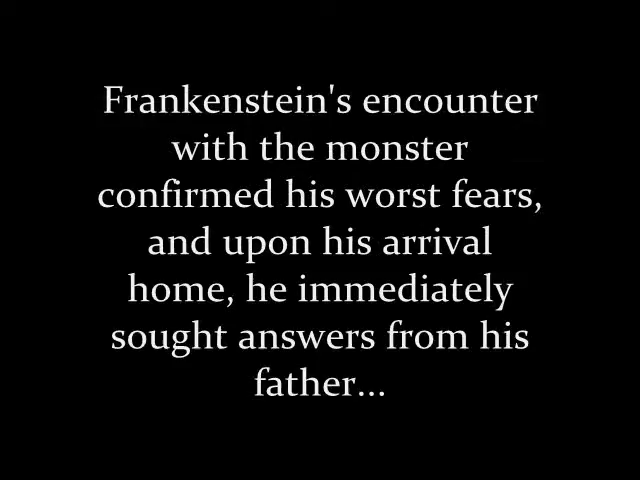 Frankenstein's encounter
with the monster
confirmed his worst fears,
and upon his arrival
home, he immediately
sought answers from his
father...